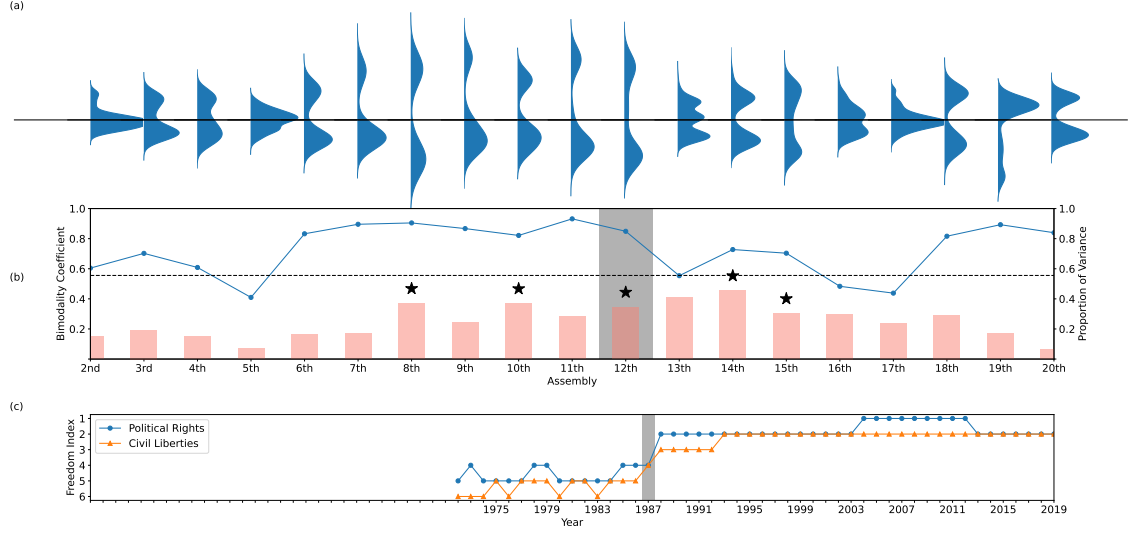 (a)
1.0
0.8
0.6
0.4
0.2
Bimodality Coefficient
(b)
1.0
0.8
0.6
0.4
0.2
Proportion of Variance
2nd 3rd 4th 5th 6th 7th 8th 9th 10th 11th 12th 13th 14th 15th 16th 17th 18th 19th 20th
Assembly
(c)
Freedom Index
1
2
3
4
5
6
Political Rights
Civil Liberties
1975 1979 1983 1987 1991 1995 1999 2003 2007 2011 2015 2019
Year